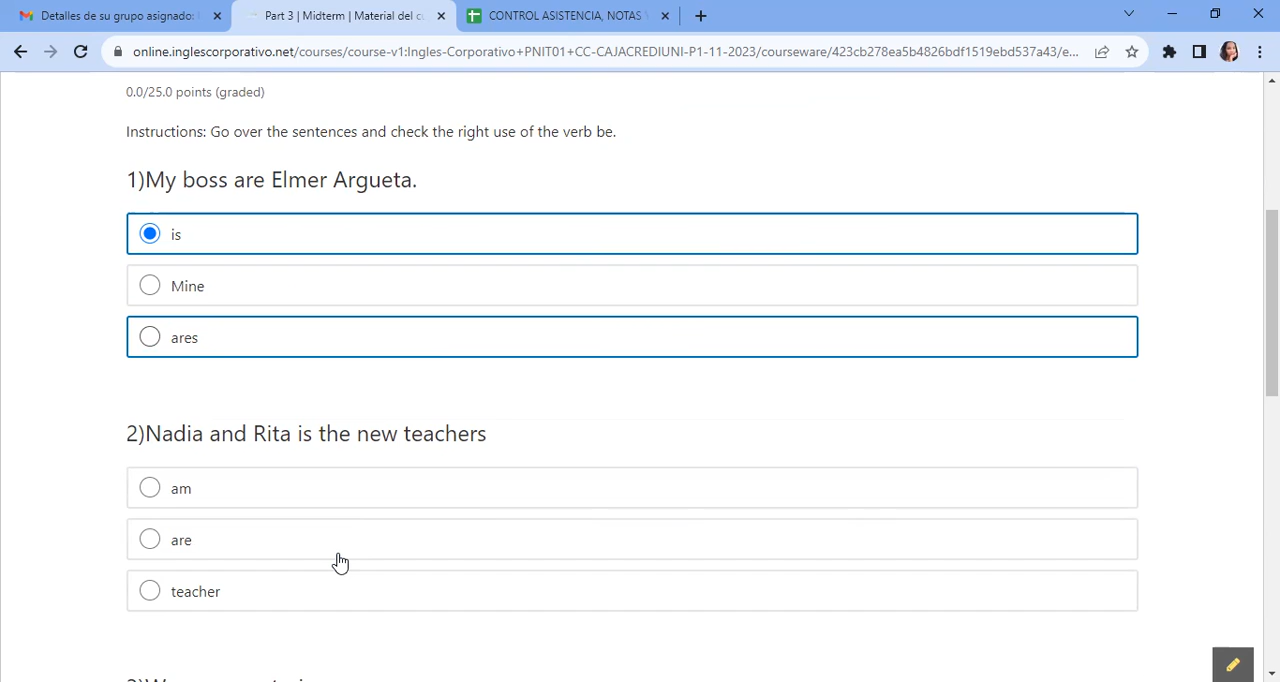 Detalles de su grupo asignado:
Part 3 | Midterm | Material del cu
CONTROL ASISTENCIA, NOTAS
online.inglescorporativo.net/courses/course-v1:Ingles-Corporativo+PNIT01+CC-CAJACREDIUNI-P1-11-2023/courseware/423cb278ea5b4826bdf1519ebd537a43/e...
0.0/25.0 points (graded)
Instructions: Go over the sentences and check the right use of the verb be.
1)My boss are Elmer Argueta.
is
Mine
ares
2)Nadia and Rita is the new teachers
am
are
teacher